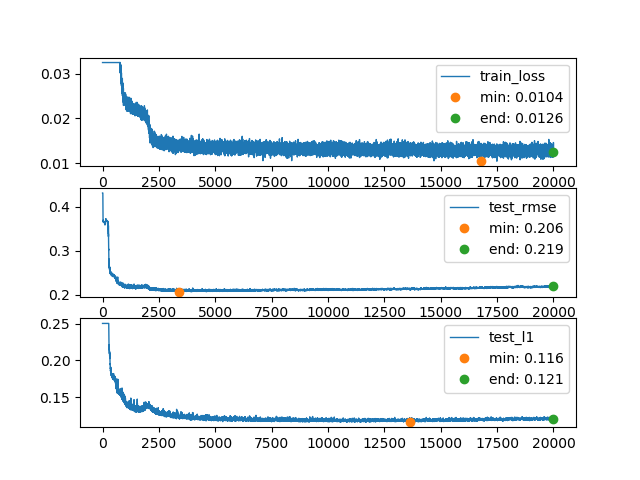 0.03
0.02
0.01
train_loss
min: 0.0104
end: 0.0126
0 2500 5000 7500 10000 12500 15000 17500 20000
0.4
0.3
0.2
test_rmse
min: 0.206
end: 0.219
0 2500 5000 7500 10000 12500 15000 17500 20000
0.25
0.20
0.15
test_l1
min: 0.116
end: 0.121
0 2500 5000 7500 10000 12500 15000 17500 20000